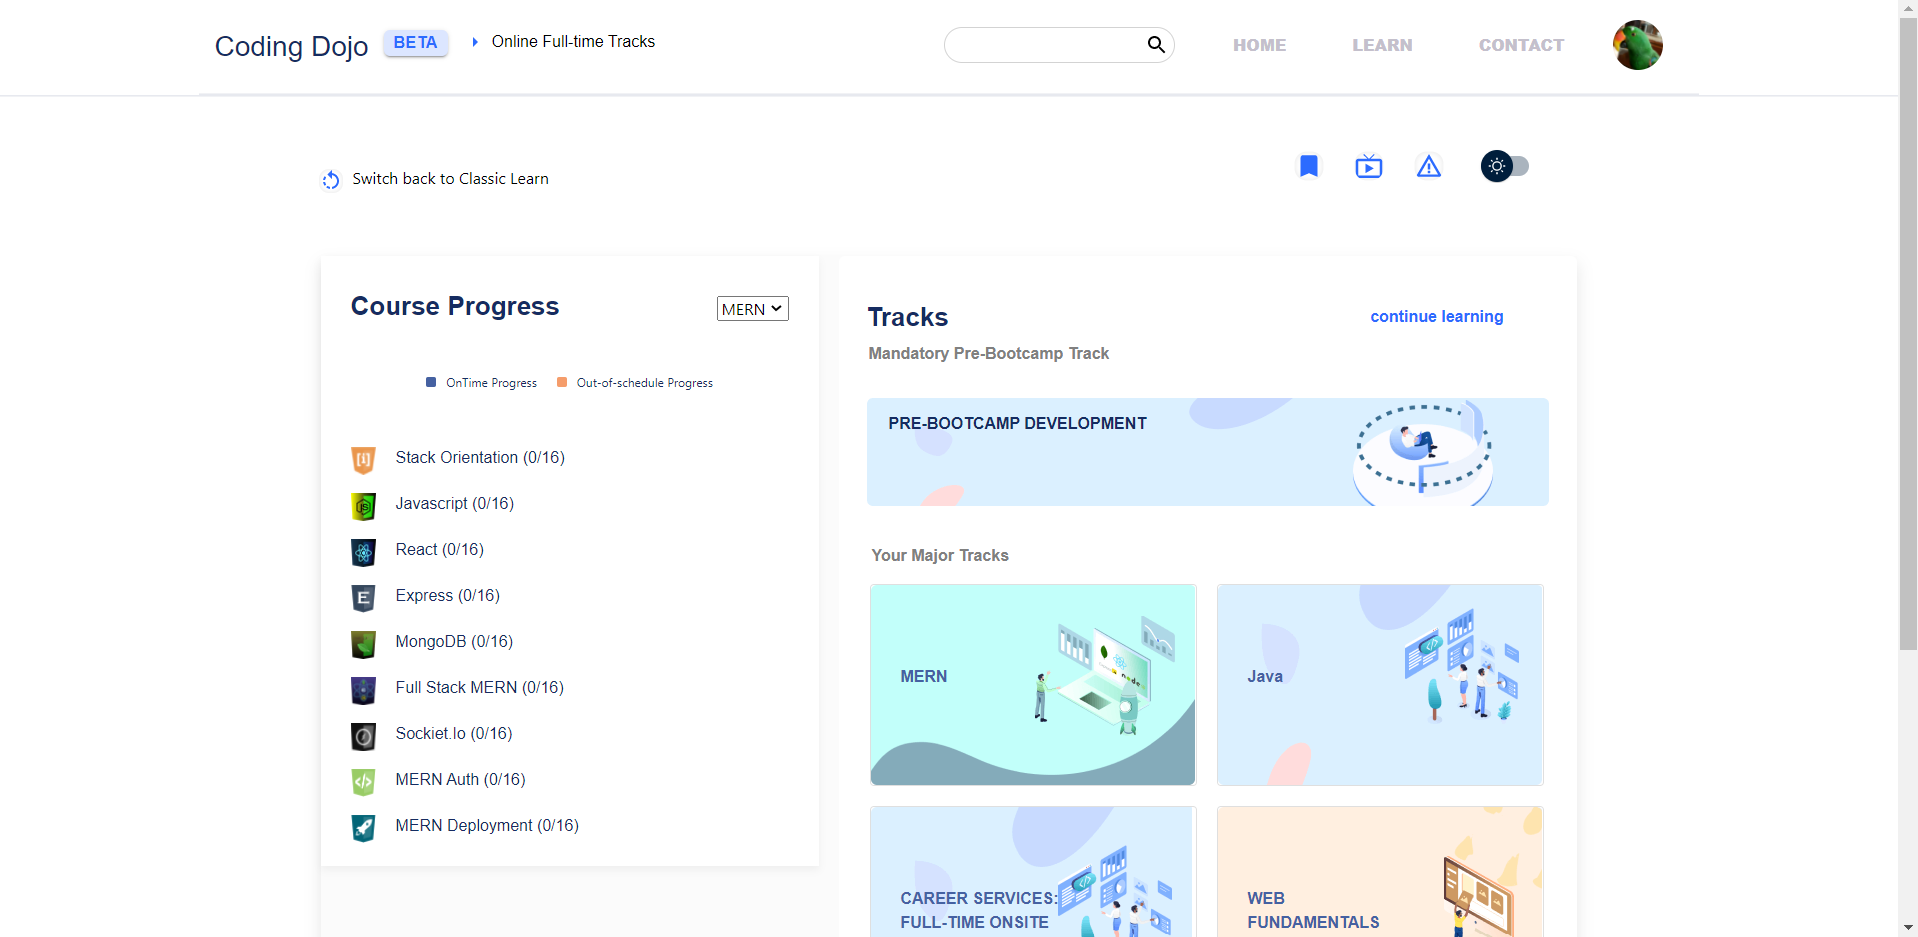 Coding Dojo BETA Online Full-time Tracks HOME LEARN CONTACT
Switch back to Classic Learn
Course Progress MERN
OnTime Progress Out-of-schedule Progress
Stack Orientation (0/16)
Javascript (0/16)
React (0/16)
Express (0/16)
MongoDB (0/16)
Full Stack MERN (0/16)
Sockiet.Io (0/16)
MERN Auth (0/16)
MERN Deployment (0/16)
Tracks continue learning
Mandatory Pre-Bootcamp Track
PRE-BOOTCAMP DEVELOPMENT
Your Major Tracks
MERN
Java
CAREER SERVICES:
FULL-TIME ONSITE
WEB
FUNDAMENTALS